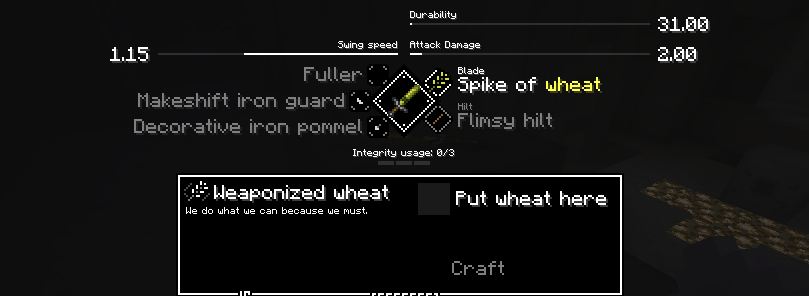 Durability
31.00
1.15
Swing speed
Attack Damage
2.00
Fuller
Blade
Spike of wheat
Makeshift iron guard
Hilt
Flimsy hilt
Decorative iron pommel
Integrity usage: 0/3
Weaponized wheat
We do what we can because we must.
Put wheat here
Craft